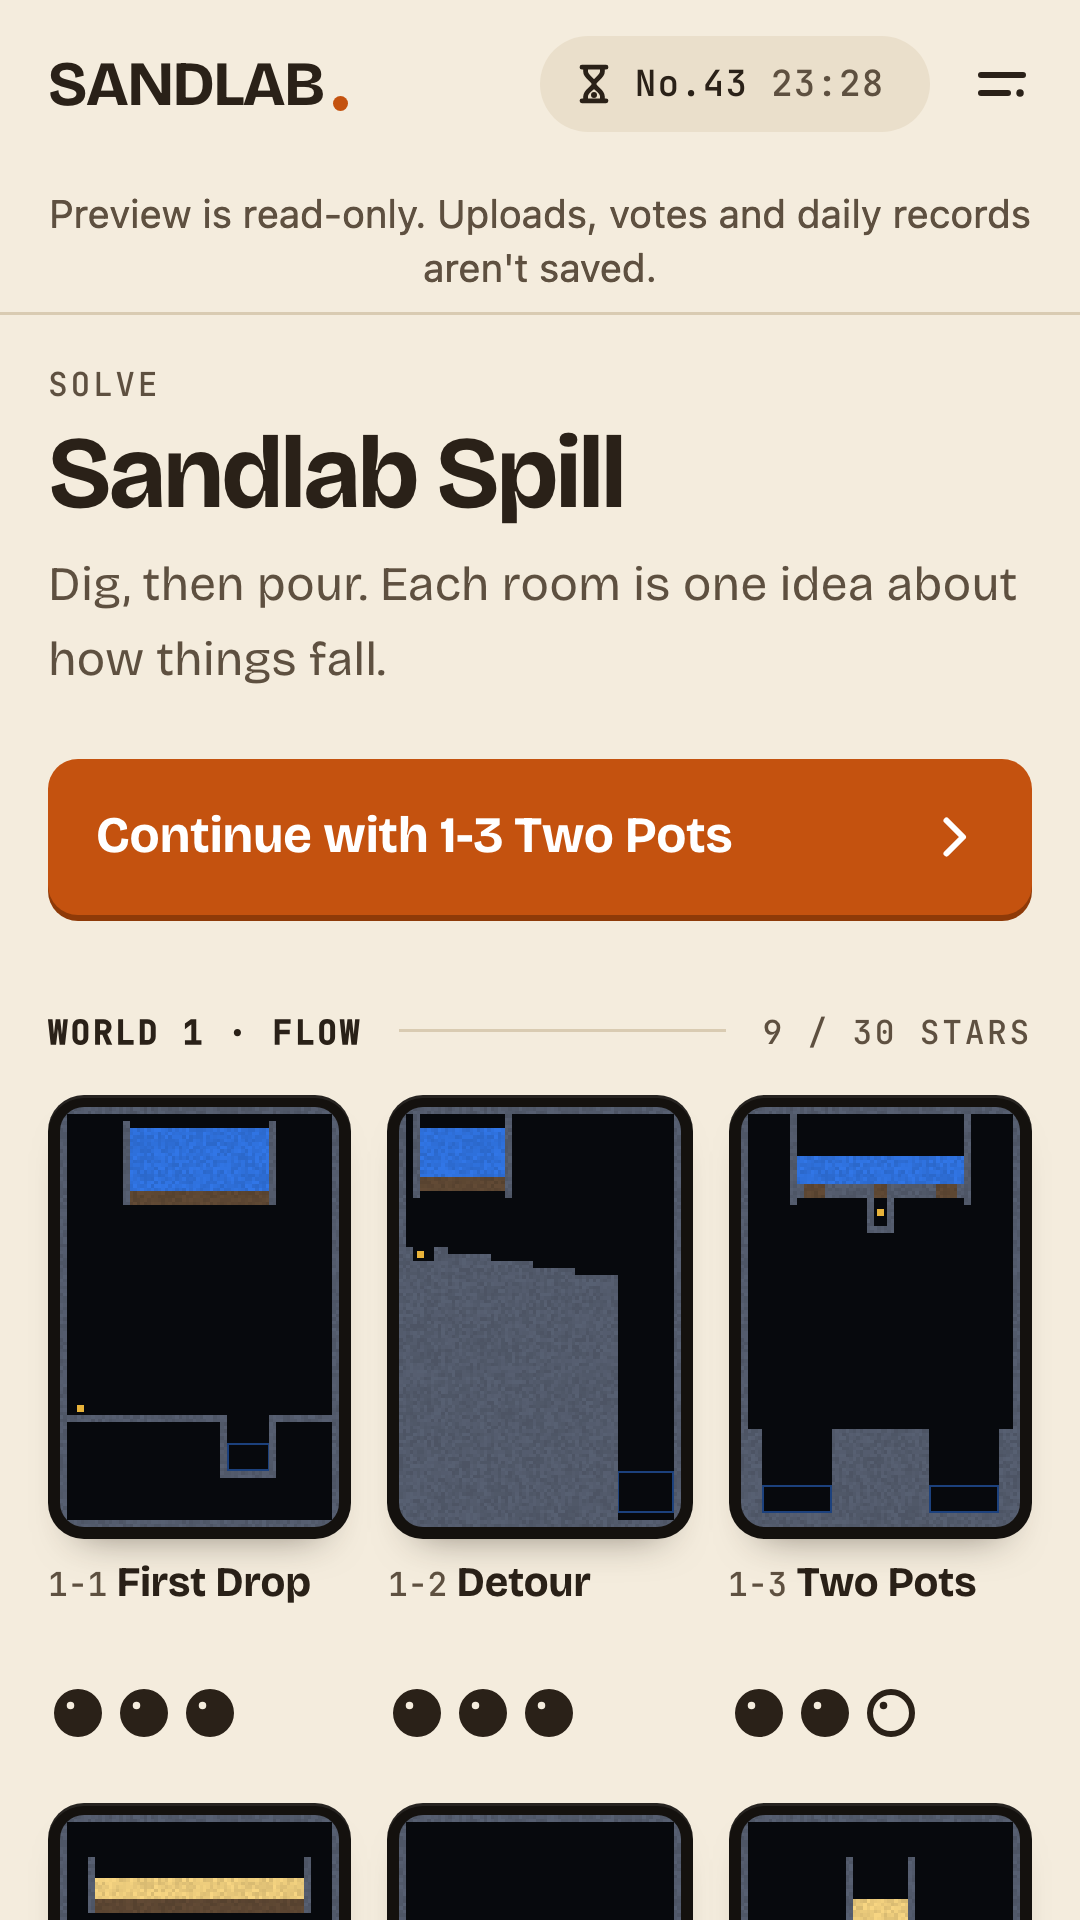 SANDLAB.
No.43 23:28
Preview is read-only. Uploads, votes and daily records
aren't saved.
SOLVE
Sandlab Spill
Dig, then pour. Each room is one idea about
how things fall.
Continue with 1-3 Two Pots
WORLD 1 · FLOW
9 / 30 STARS
1-1 First Drop
1-2 Detour
1-3 Two Pots